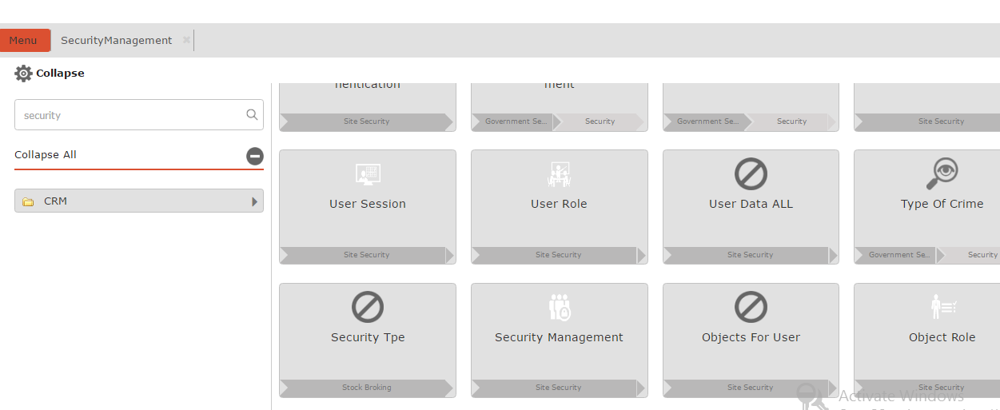 Menu SecurityManagement
Collapse
security
Collapse All
CRM
nentication ment
Site Security Government Se... Security Government Se... Security Site Security
User Session User Role User Data ALL Type Of Crime
Site Security Site Security Site Security Government Se... Security
Security Tpe Security Management Objects For User Object Role
Stock Broking Site Security Site Security Site Security
Activate Windows